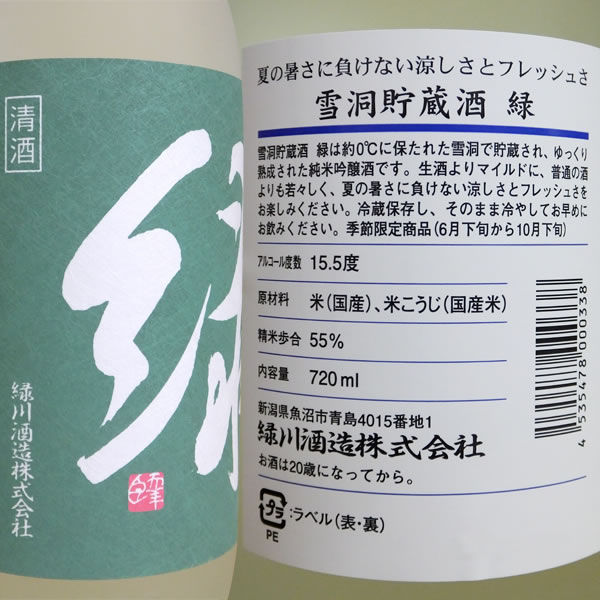 清酒
緑
緑川酒造株式会社
夏の暑さに負けない涼しさとフレッシュさ
雪洞貯蔵酒 緑
雪洞貯蔵酒 緑は約0℃に保たれた雪洞で貯蔵され、ゆっくり
熟成された純米吟醸酒です。生酒よりマイルドに、普通の酒
よりも若々しく、夏の暑さに負けない涼しさとフレッシュさを
お楽しみください。冷蔵保存し、そのまま冷やしてお早めに
お飲みください。季節限定商品(6月下旬から10月下旬)
アルコール度数 15.5度
原材料 米(国産)、米こうじ(国産米)
精米歩合 55%
内容量 720ml
新潟県魚沼市青島4015番地1
緑川酒造株式会社
お酒は20歳になってから。
プラ
:ラベル(表・裏)
PE
4 535478 000338